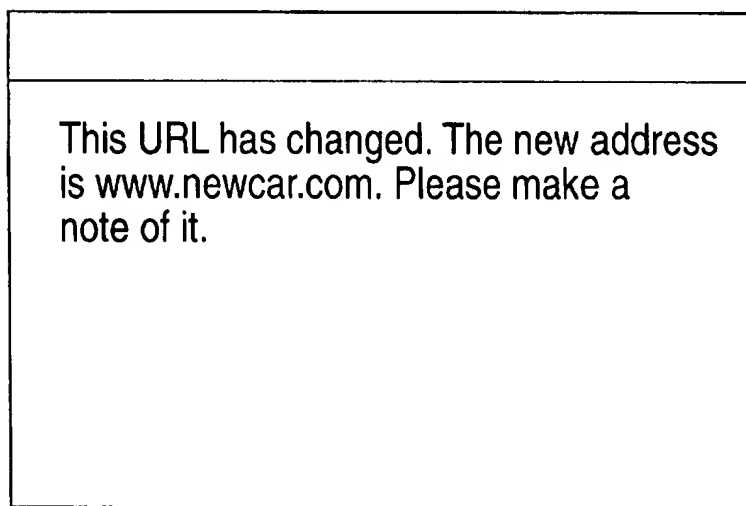 This URL has changed. The new address
is www.newcar.com. Please make a
note of it.